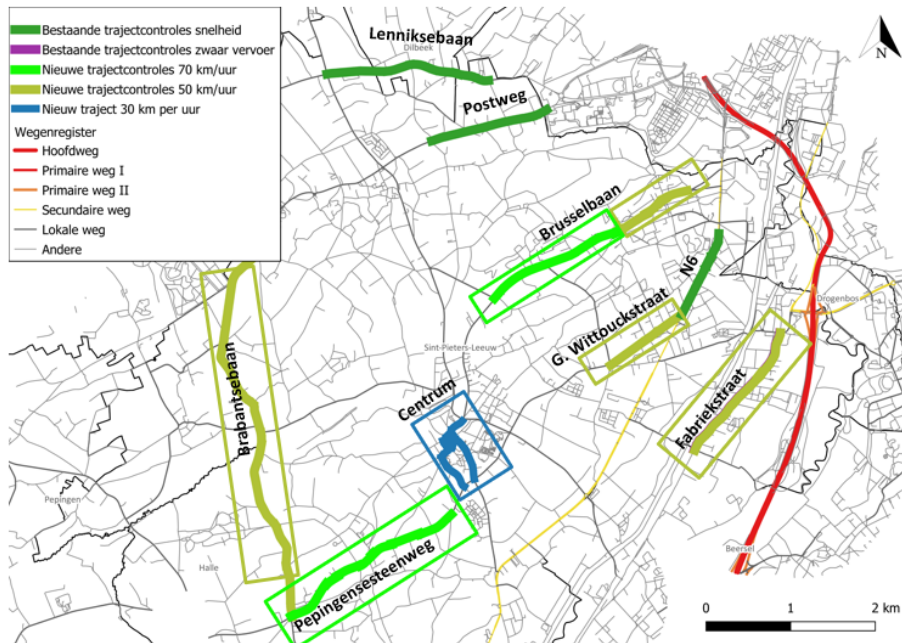 Bestaande trajectcontroles snelheid
Bestaande trajectcontroles zwaar vervoer
Nieuwe trajectcontroles 70 km/uur
Nieuwe trajectcontroles 50 km/uur
Nieuw traject 30 km per uur
Wegenregister
Hoofdweg
Primaire weg I
Primaire weg II
Secundaire weg
Lokale weg
Andere
Lenniksebaan
Dilbeek
Postweg
N
Brusselbaan
N6
Drogenbos
G. Wittouckstraat
Sint-Pieters-Leeuw
Brabantsebaan
Centrum
Fabriekstraat
Pepingen
Beersel
Halle
Pepingensesteenweg
0 1 2 km